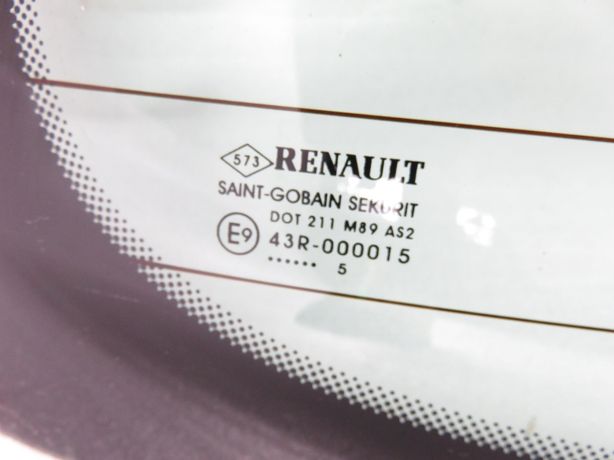 573 RENAULT
SAINT-GOBAIN SEKURIT
DOT 211 M89 AS2
E9 43R-000015
...... 5